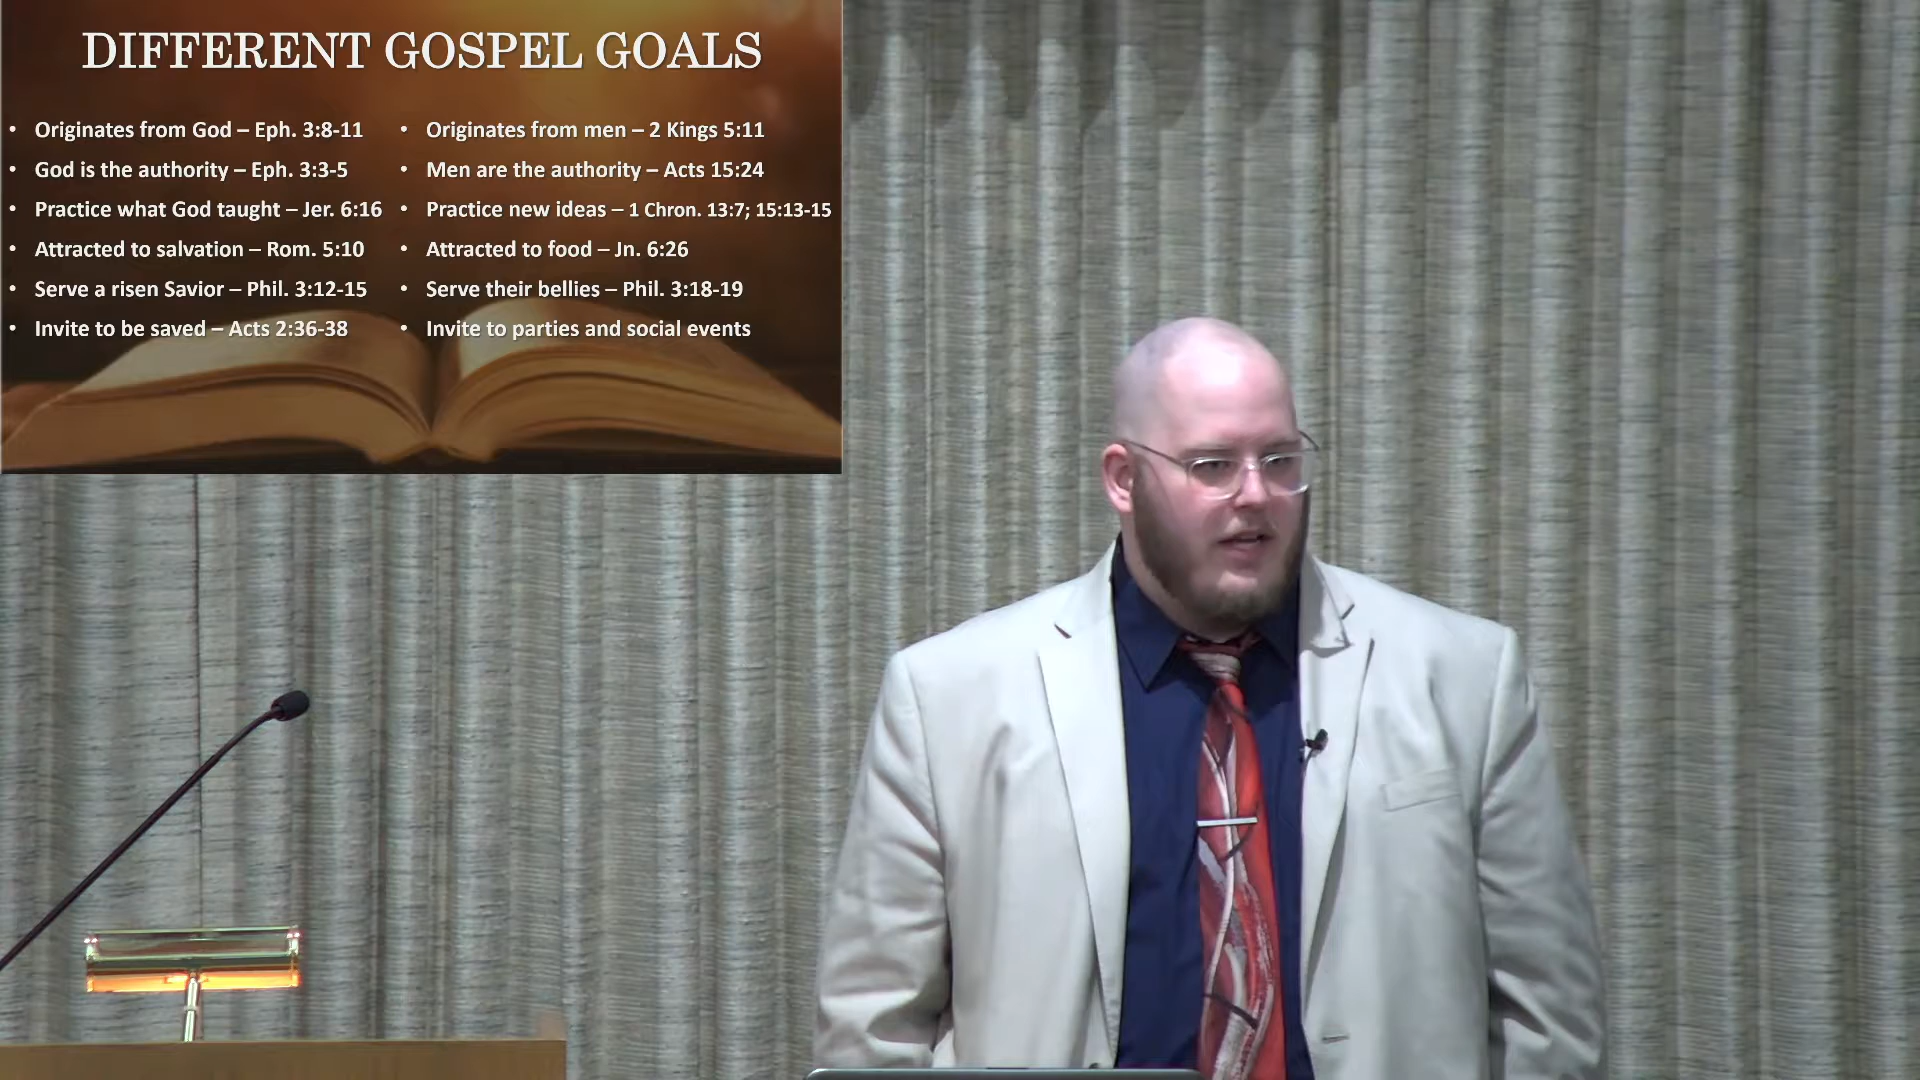 DIFFERENT GOSPEL GOALS
• Originates from God – Eph. 3:8-11
• God is the authority – Eph. 3:3-5
• Practice what God taught – Jer. 6:16
• Attracted to salvation – Rom. 5:10
• Serve a risen Savior – Phil. 3:12-15
• Invite to be saved – Acts 2:36-38
• Originates from men – 2 Kings 5:11
• Men are the authority – Acts 15:24
• Practice new ideas – 1 Chron. 13:7; 15:13-15
• Attracted to food – Jn. 6:26
• Serve their bellies – Phil. 3:18-19
• Invite to parties and social events